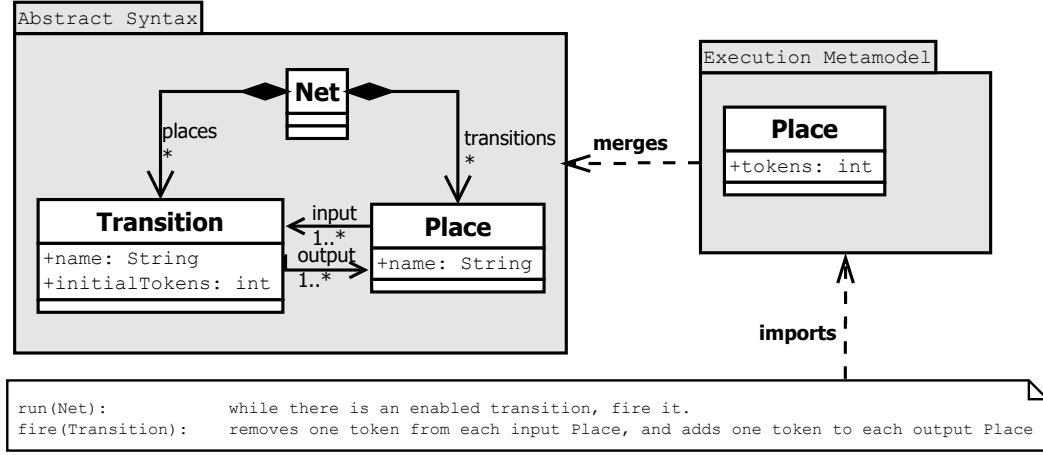 Abstract Syntax
Net
places
*
transitions
*
Transition
+name: String
+initialTokens: int
input
1..*
output
1..*
Place
+name: String
merges
Execution Metamodel
Place
+tokens: int
imports
run(Net): while there is an enabled transition, fire it.
fire(Transition): removes one token from each input Place, and adds one token to each output Place